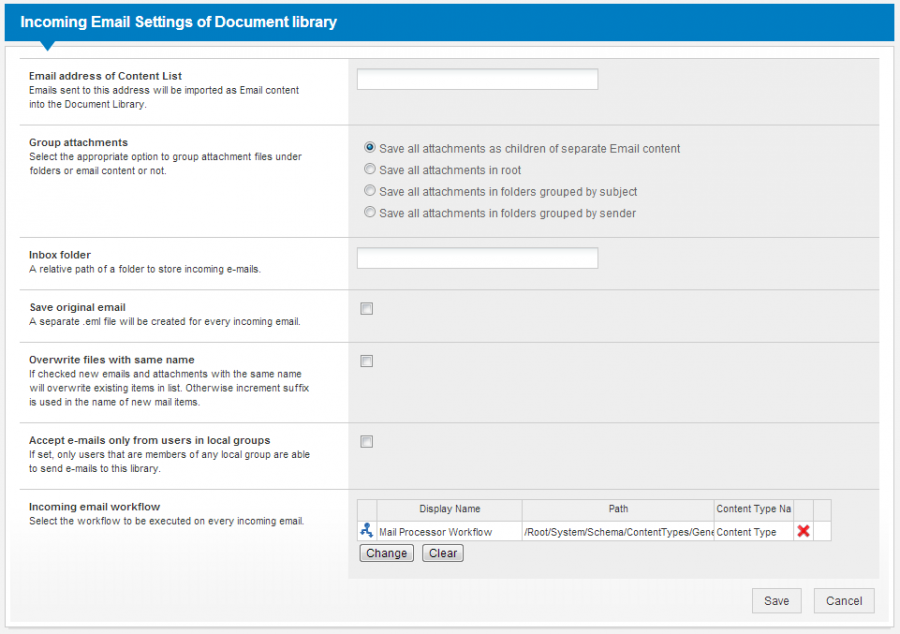 Incoming Email Settings of Document library
Email address of Content List
Emails sent to this address will be imported as Email content
into the Document Library.
Group attachments
Select the appropriate option to group attachment files under
folders or email content or not.
Save all attachments as children of separate Email content
Save all attachments in root
Save all attachments in folders grouped by subject
Save all attachments in folders grouped by sender
Inbox folder
A relative path of a folder to store incoming e-mails.
Save original email
A separate .eml file will be created for every incoming email.
Overwrite files with same name
If checked new emails and attachments with the same name
will overwrite existing items in list. Otherwise increment suffix
is used in the name of new mail items.
Accept e-mails only from users in local groups
If set, only users that are members of any local group are able
to send e-mails to this library.
Incoming email workflow
Select the workflow to be executed on every incoming email.
Display Name Path Content Type Na
Mail Processor Workflow /Root/System/Schema/ContentTypes/Gene Content Type
Change Clear
Save Cancel